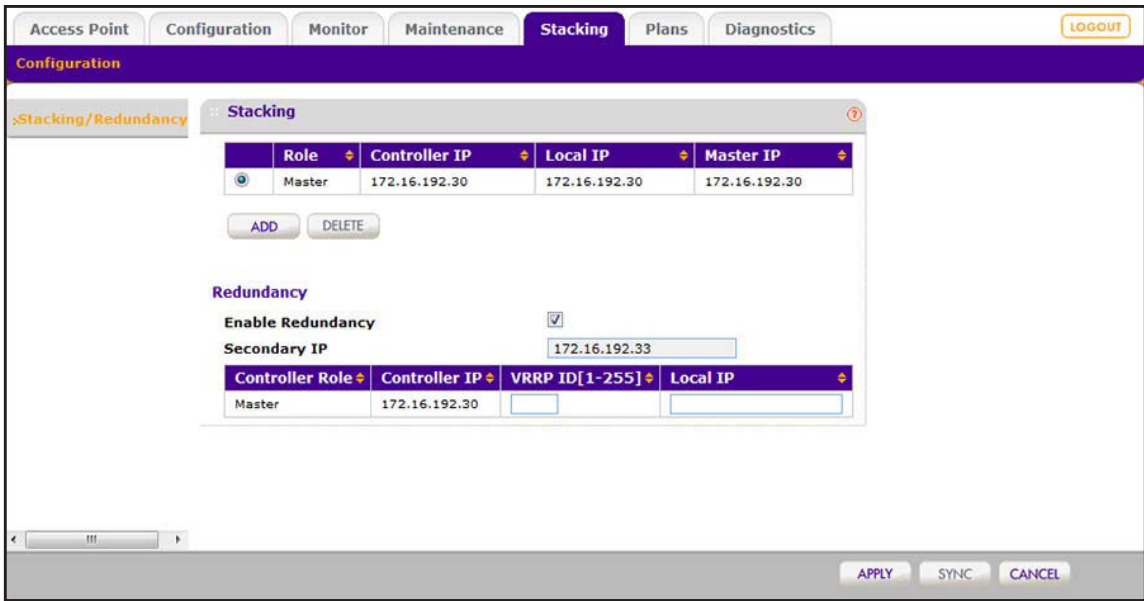 Access Point Configuration Monitor Maintenance Stacking Plans Diagnostics LOGOUT
Configuration
Stacking/Redundancy
Stacking ?
Role Controller IP Local IP Master IP
Master 172.16.192.30 172.16.192.30 172.16.192.30
ADD DELETE
Redundancy
Enable Redundancy
Secondary IP 172.16.192.33
Controller Role Controller IP VRRP ID[1-255] Local IP
Master 172.16.192.30
APPLY SYNC CANCEL